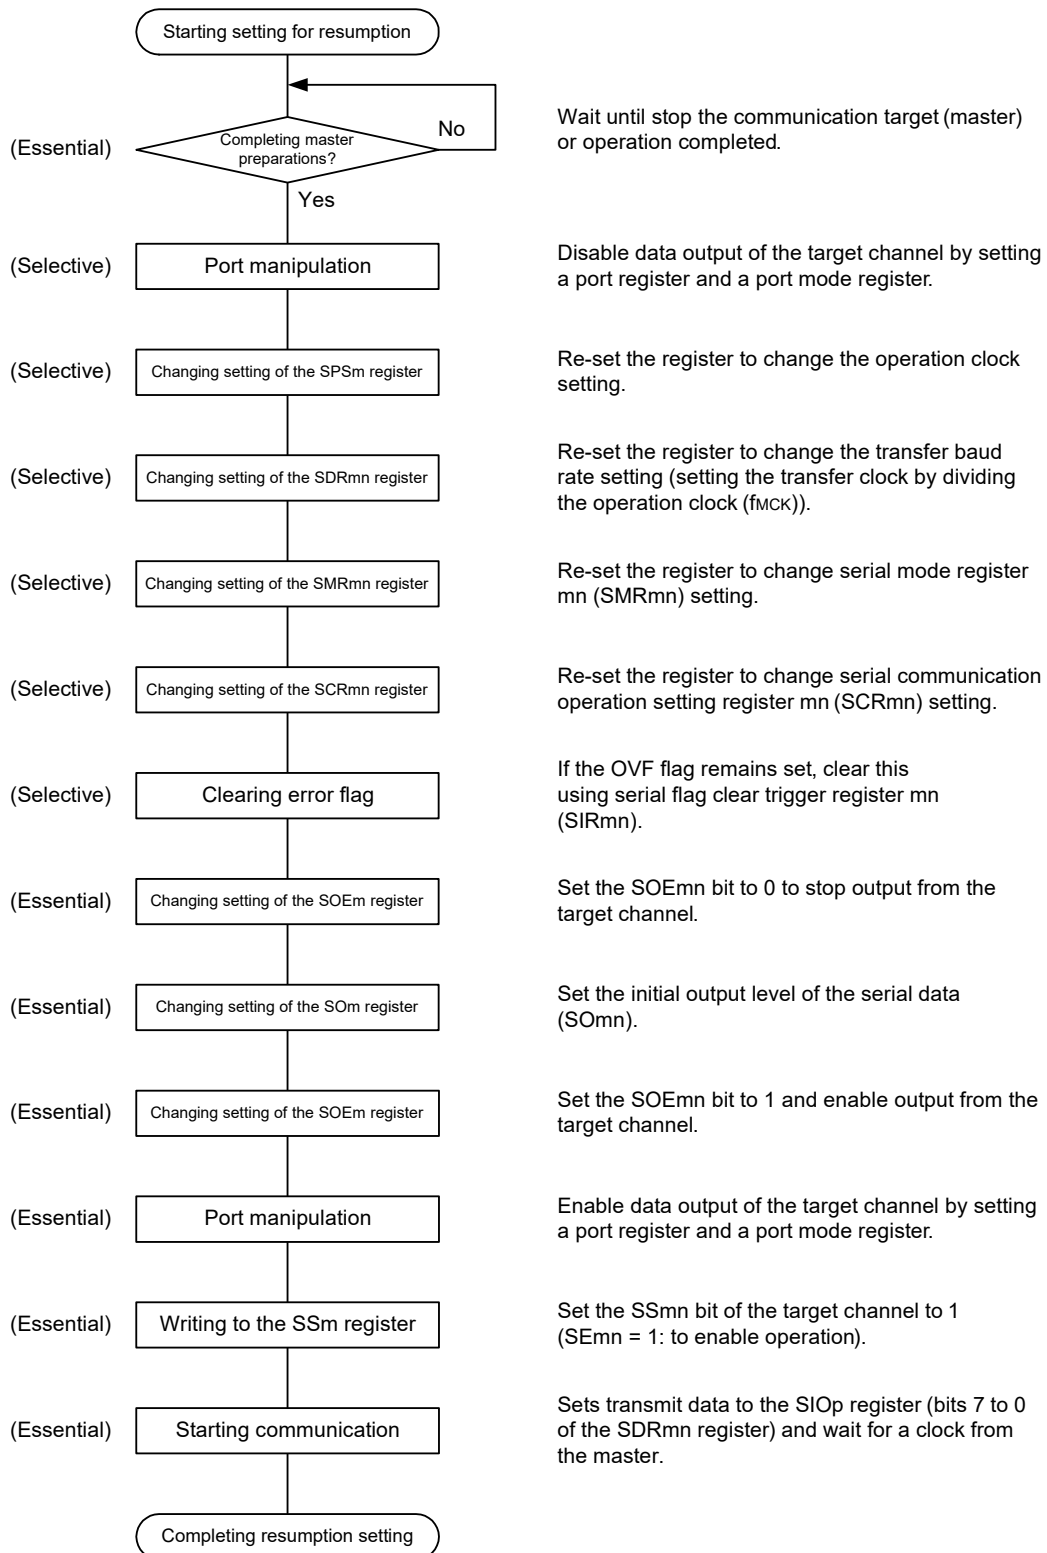 Starting setting for resumption
(Essential)
Completing master
preparations?
No
Yes
Wait until stop the communication target (master)
or operation completed.
(Selective)
Port manipulation
Disable data output of the target channel by setting
a port register and a port mode register.
(Selective)
Changing setting of the SPSm register
Re-set the register to change the operation clock
setting.
(Selective)
Changing setting of the SDRmn register
Re-set the register to change the transfer baud
rate setting (setting the transfer clock by dividing
the operation clock (fMCK)).
(Selective)
Changing setting of the SMRmn register
Re-set the register to change serial mode register
mn (SMRmn) setting.
(Selective)
Changing setting of the SCRmn register
Re-set the register to change serial communication
operation setting register mn (SCRmn) setting.
(Selective)
Clearing error flag
If the OVF flag remains set, clear this
using serial flag clear trigger register mn
(SIRmn).
(Essential)
Changing setting of the SOEm register
Set the SOEmn bit to 0 to stop output from the
target channel.
(Essential)
Changing setting of the SOm register
Set the initial output level of the serial data
(SOmn).
(Essential)
Changing setting of the SOEm register
Set the SOEmn bit to 1 and enable output from the
target channel.
(Essential)
Port manipulation
Enable data output of the target channel by setting
a port register and a port mode register.
(Essential)
Writing to the SSm register
Set the SSmn bit of the target channel to 1
(SEmn = 1: to enable operation).
(Essential)
Starting communication
Sets transmit data to the SIOp register (bits 7 to 0
of the SDRmn register) and wait for a clock from
the master.
Completing resumption setting